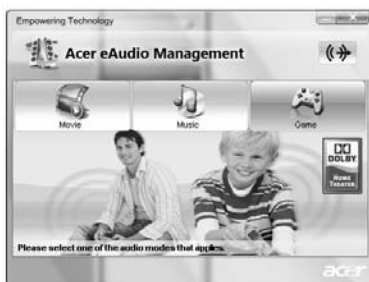 Empowering Technology
Acer eAudio Management
Movie
Music
Game
DOLBY
HOME
THEATER
Please select one of the audio modes that applies.
acer